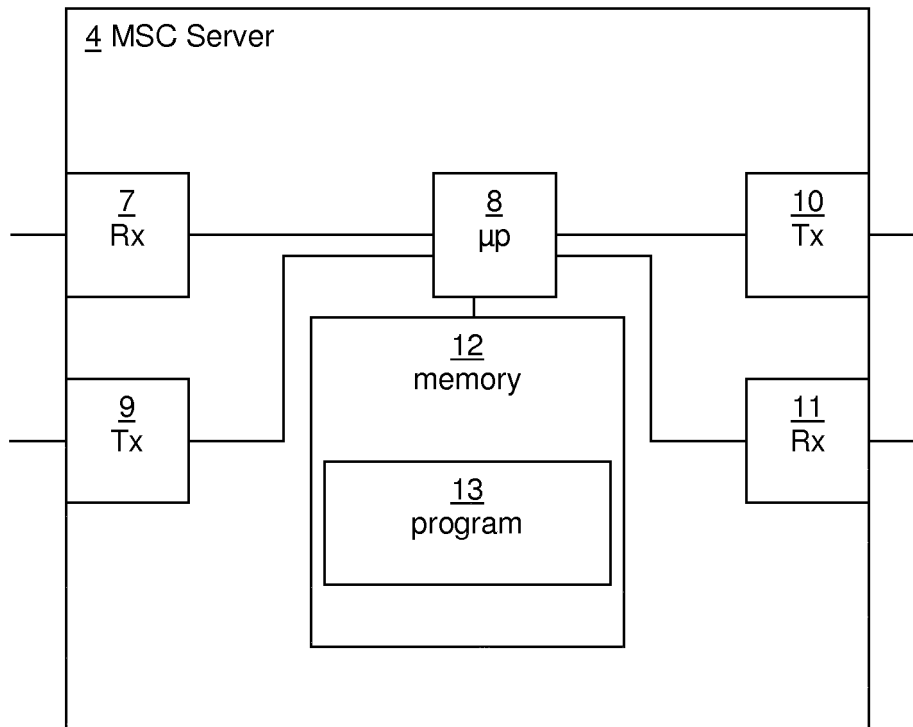 4 MSC Server
7
Rx
8
µp
10
Tx
12
memory
9
Tx
11
Rx
13
program